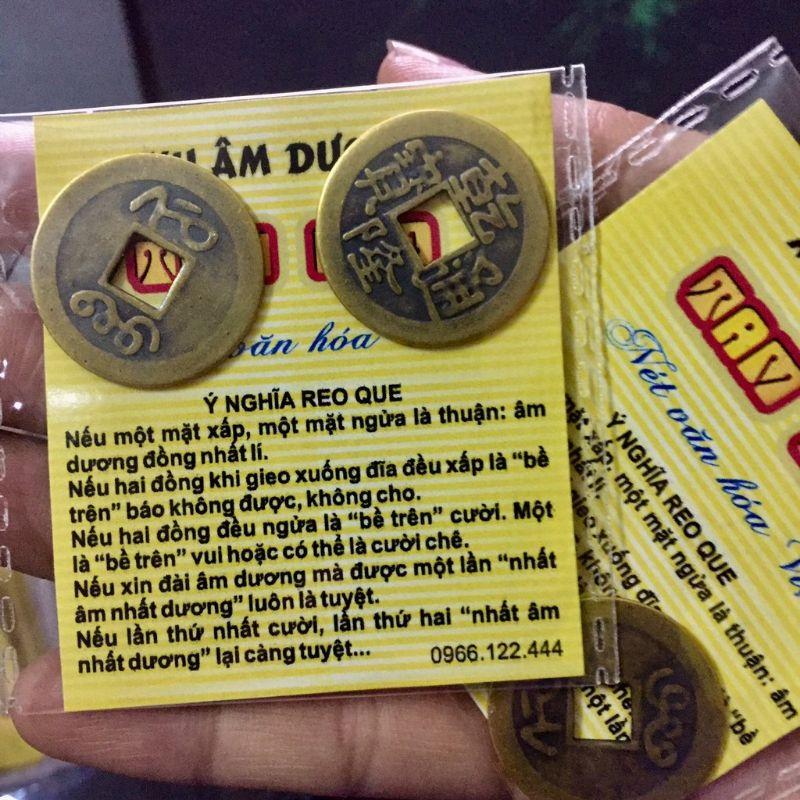 ÂM DƯƠ
văn hóa
Ý NGHĨA REO QUE
Nếu một mặt xấp, một mặt ngửa là thuận: âm
dương đồng nhất lí.
Nếu hai đồng khi gieo xuống đĩa đều xấp là “bề
trên” báo không được, không cho.
Nếu hai đồng đều ngửa là “bề trên” cười. Một
là “bề trên” vui hoặc có thể là cười chê.
Nếu xin đài âm dương mà được một lần “nhất
âm nhất dương” luôn là tuyệt.
Nếu lần thứ nhất cười, lần thứ hai “nhất âm
nhất dương” lại càng tuyệt...
0966.122.444
乾隆
TAY
Nét văn hóa
Ý NGHĨA REO QUE
xấp, một mặt ngửa là thuận: âm